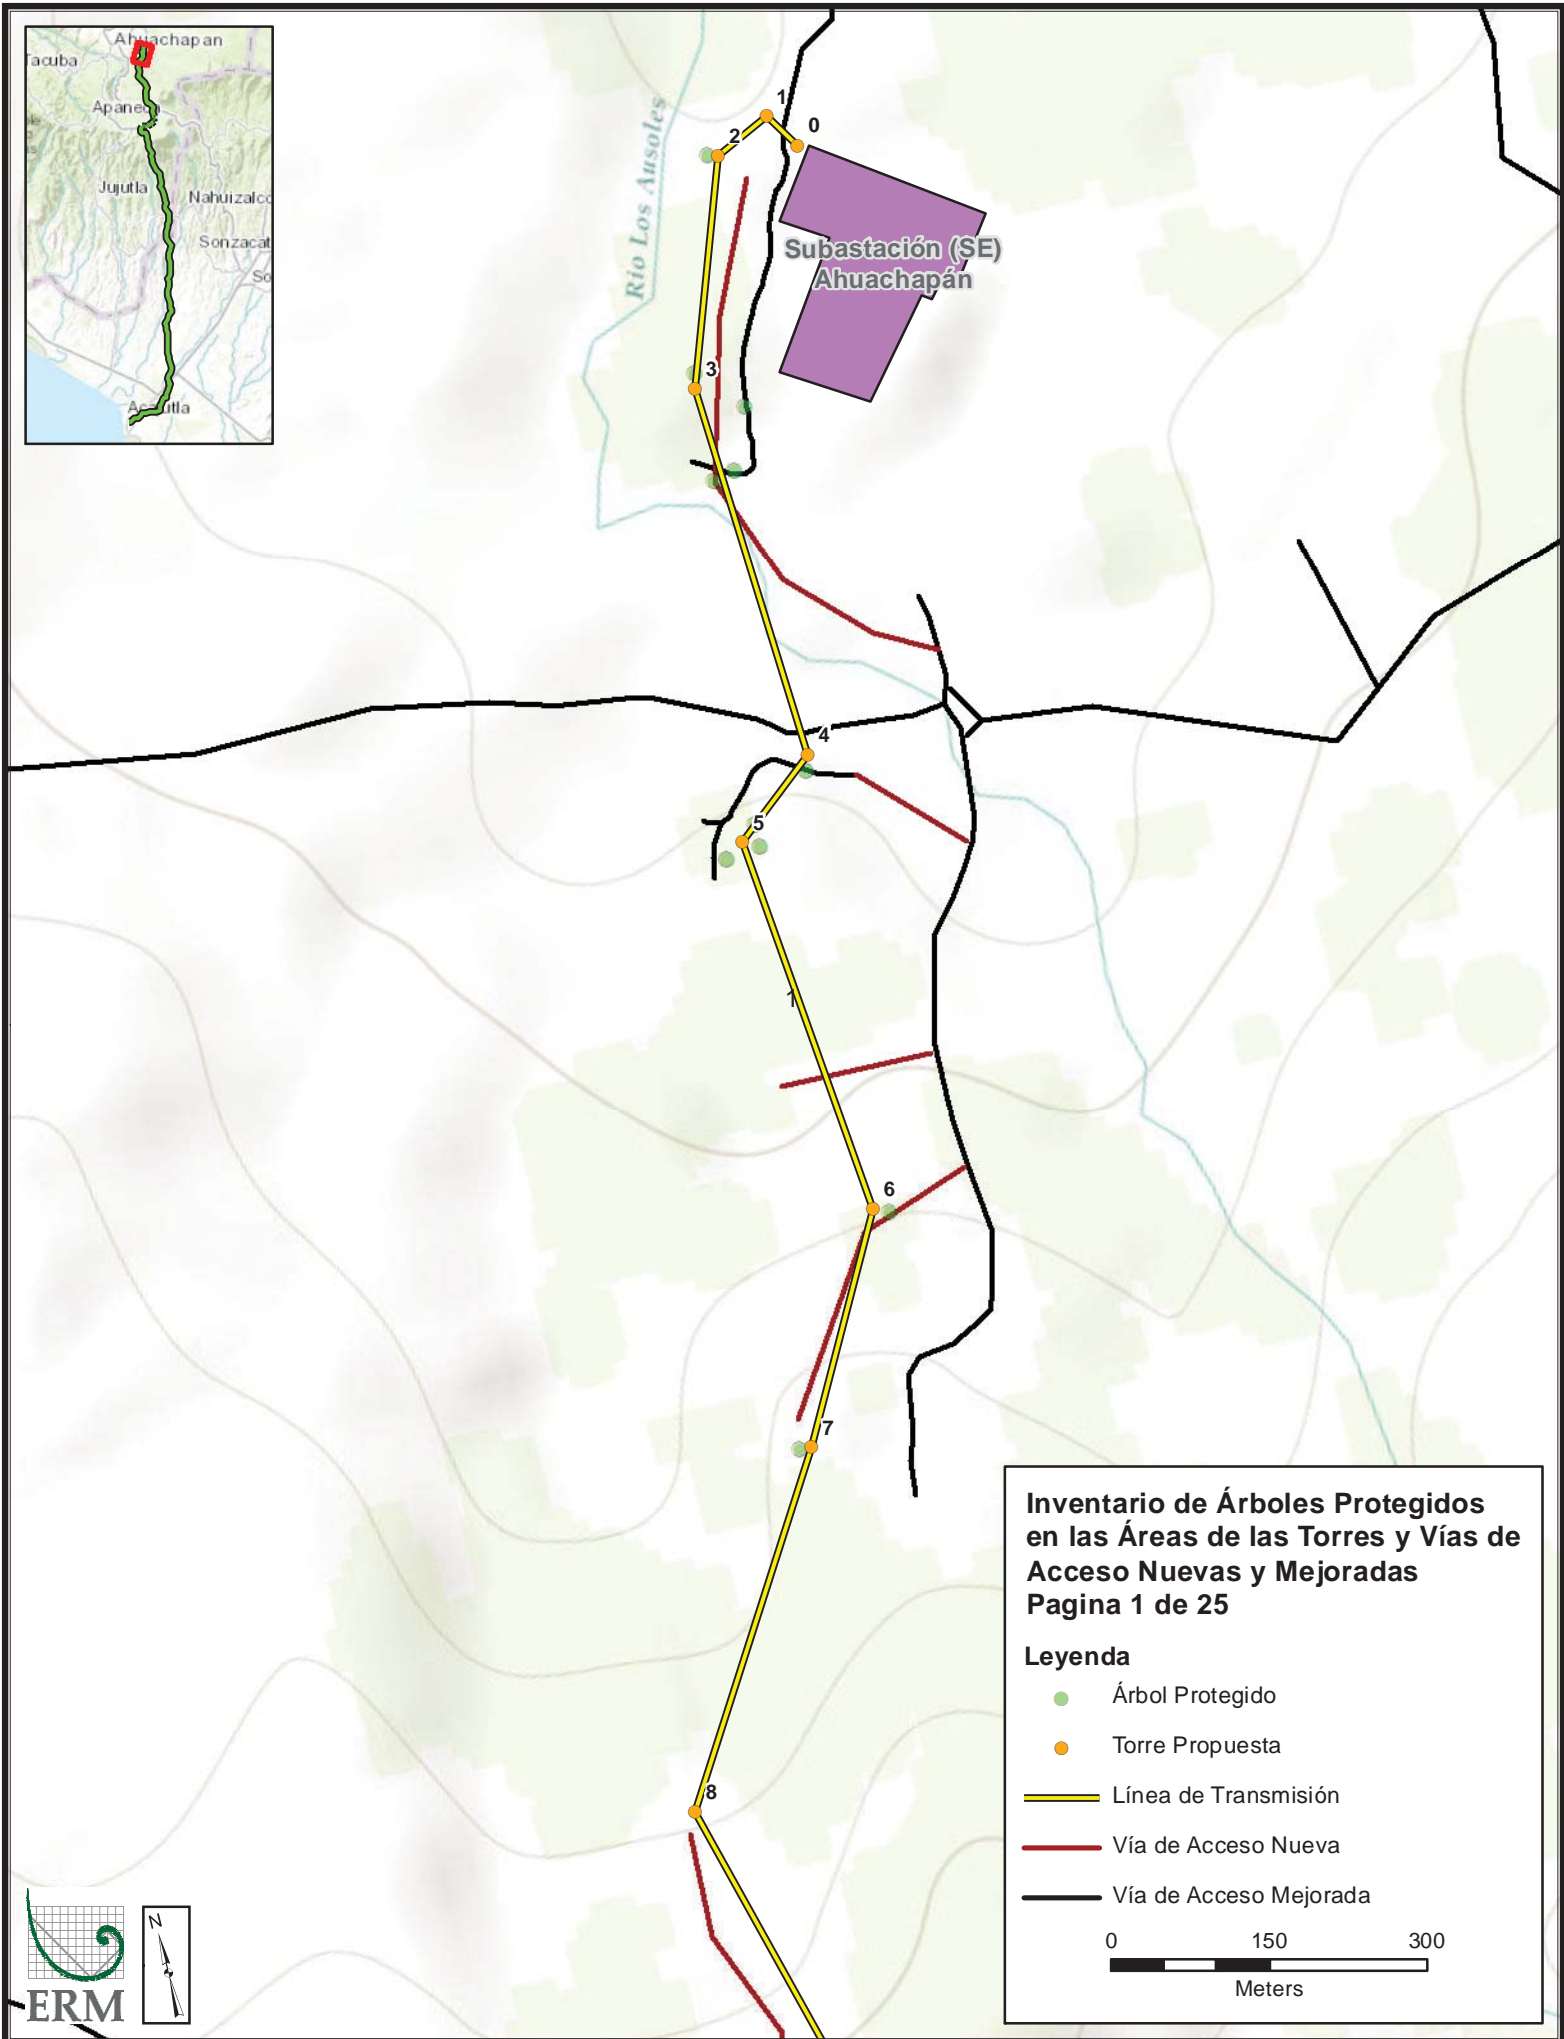 Ahuachapan
Tacuba
Apaneca
Jujutla
Nahuizalco
Sonzacat
So
Acajutla
Río Los Ausoles
1
0
2
Subastación (SE)
Ahuachapán
3
4
5
1
6
7
8
Inventario de Árboles Protegidos
en las Áreas de las Torres y Vías de
Acceso Nuevas y Mejoradas
Pagina 1 de 25
Leyenda
Árbol Protegido
Torre Propuesta
Línea de Transmisión
Vía de Acceso Nueva
Vía de Acceso Mejorada
0 150 300
Meters
N
ERM